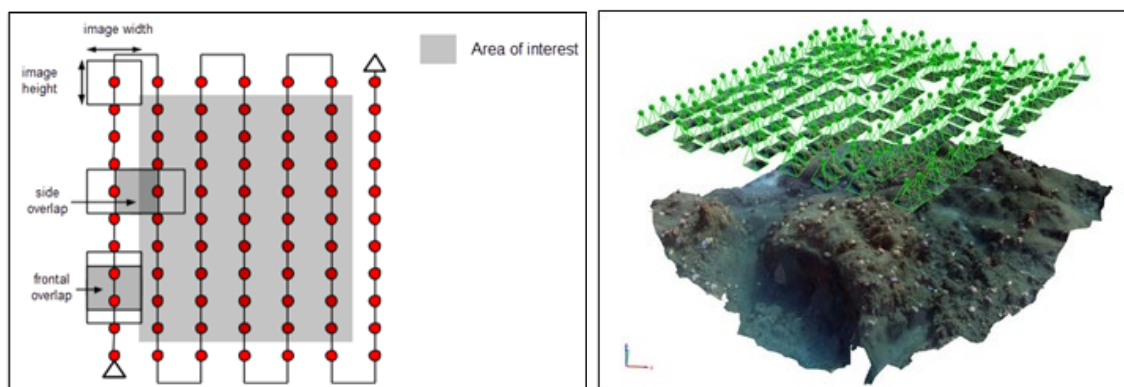 image width
Area of interest
image
height
side
overlap
frontal
overlap